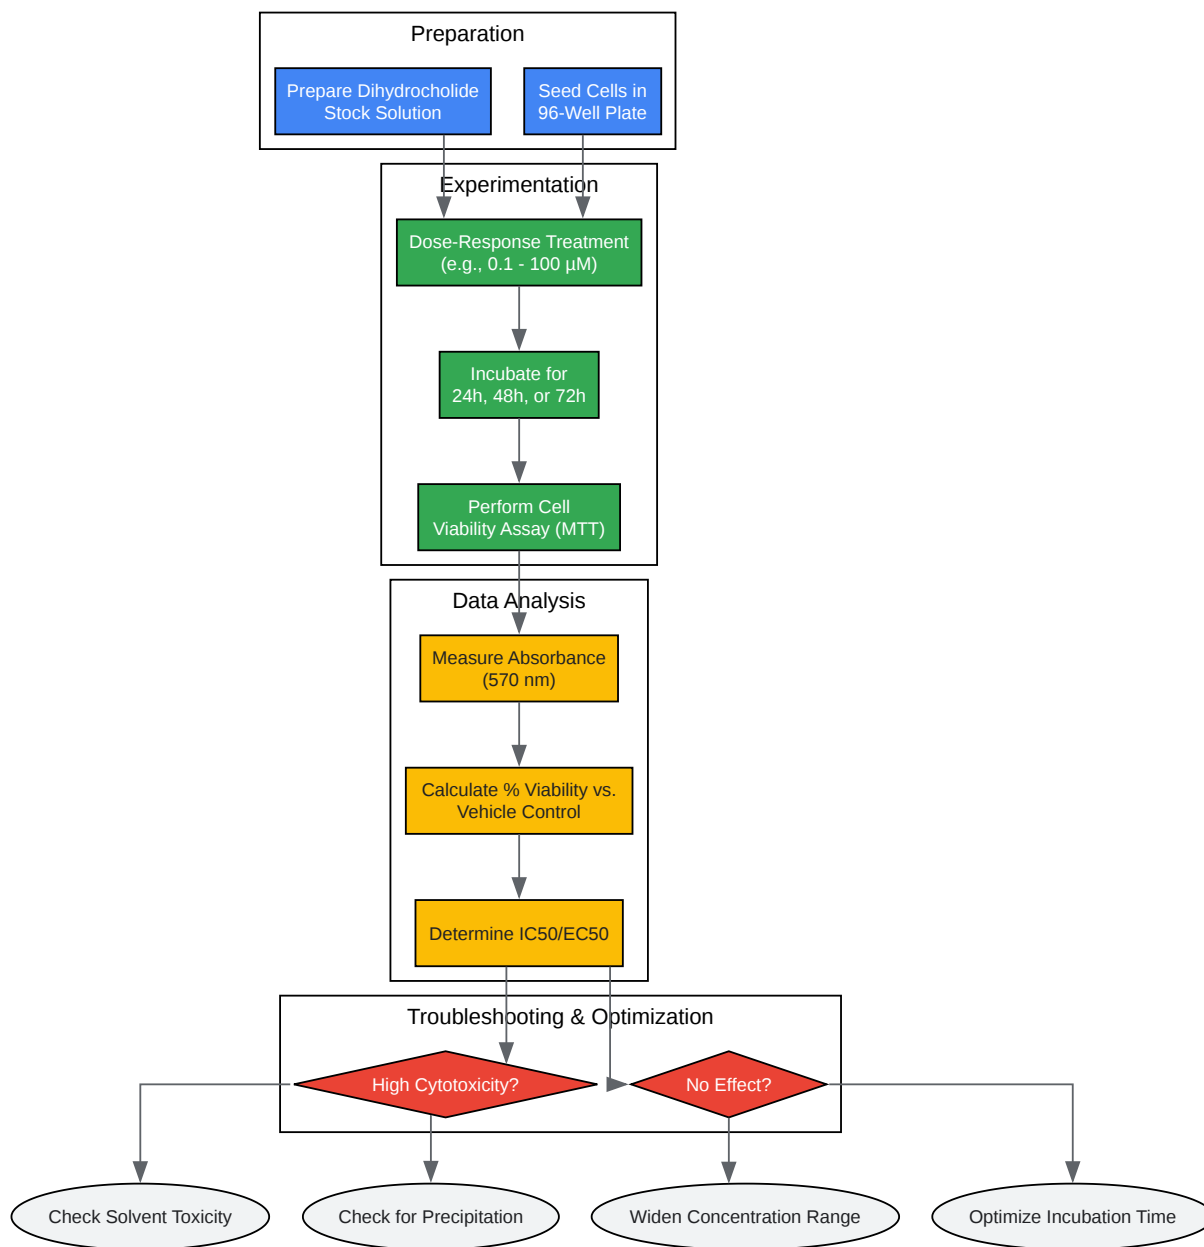 Preparation
Prepare Dihydrocholide
Stock Solution
Seed Cells in
96-Well Plate
Experimentation
Dose-Response Treatment
(e.g., 0.1 - 100 µM)
Incubate for
24h, 48h, or 72h
Perform Cell
Viability Assay (MTT)
Data Analysis
Measure Absorbance
(570 nm)
Calculate % Viability vs.
Vehicle Control
Determine IC50/EC50
Troubleshooting & Optimization
High Cytotoxicity?
No Effect?
Check Solvent Toxicity
Check for Precipitation
Widen Concentration Range
Optimize Incubation Time